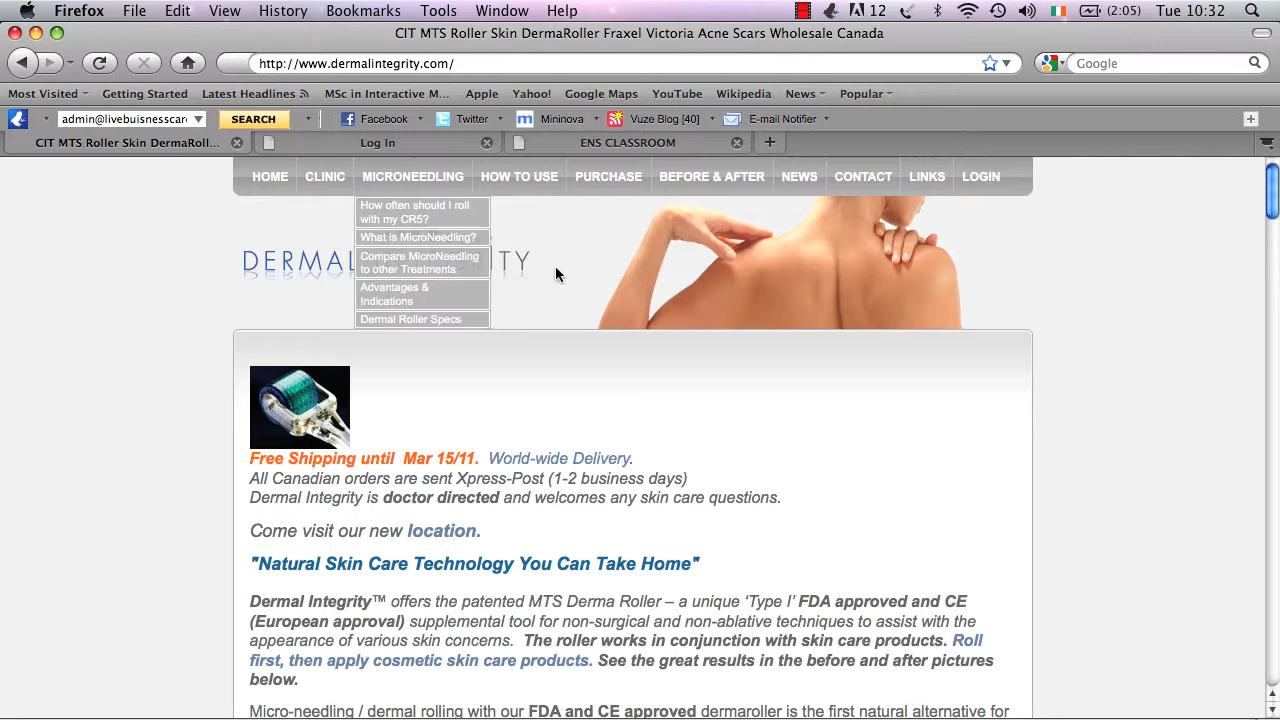 Firefox File Edit View History Bookmarks Tools Window Help 12 (2:05) Tue 10:32
CIT MTS Roller Skin DermaRoller Fraxel Victoria Acne Scars Wholesale Canada
http://www.dermalintegrity.com/ Google
Most Visited Getting Started Latest Headlines MSc in Interactive M... Apple Yahoo! Google Maps YouTube Wikipedia News Popular
admin@livebuisnesscar SEARCH Facebook Twitter Mininova Vuze Blog [40] E-mail Notifier
CIT MTS Roller Skin DermaRoll... Log In ENS CLASSROOM
HOME CLINIC MICRONEEDLING HOW TO USE PURCHASE BEFORE & AFTER NEWS CONTACT LINKS LOGIN
How often should I roll
with my CR5?
What is MicroNeedling?
Compare MicroNeedling
to other Treatments
Advantages &
Indications
Dermal Roller Specs
DERMAL ITY
Free Shipping until Mar 15/11. World-wide Delivery.
All Canadian orders are sent Xpress-Post (1-2 business days)
Dermal Integrity is doctor directed and welcomes any skin care questions.
Come visit our new location.
"Natural Skin Care Technology You Can Take Home"
Dermal Integrity™ offers the patented MTS Derma Roller – a unique ‘Type I’ FDA approved and CE
(European approval) supplemental tool for non-surgical and non-ablative techniques to assist with the
appearance of various skin concerns. The roller works in conjunction with skin care products. Roll
first, then apply cosmetic skin care products. See the great results in the before and after pictures
below.
Micro-needling / dermal rolling with our FDA and CE approved dermaroller is the first natural alternative for